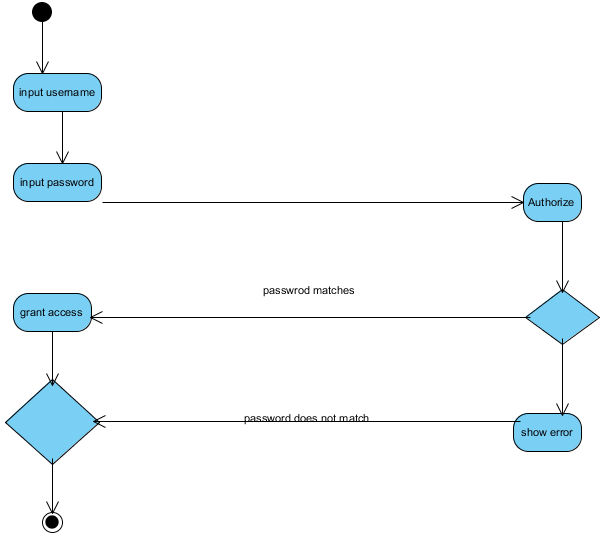 input username
input password
Authorize
passwrod matches
grant access
password does not match
show error